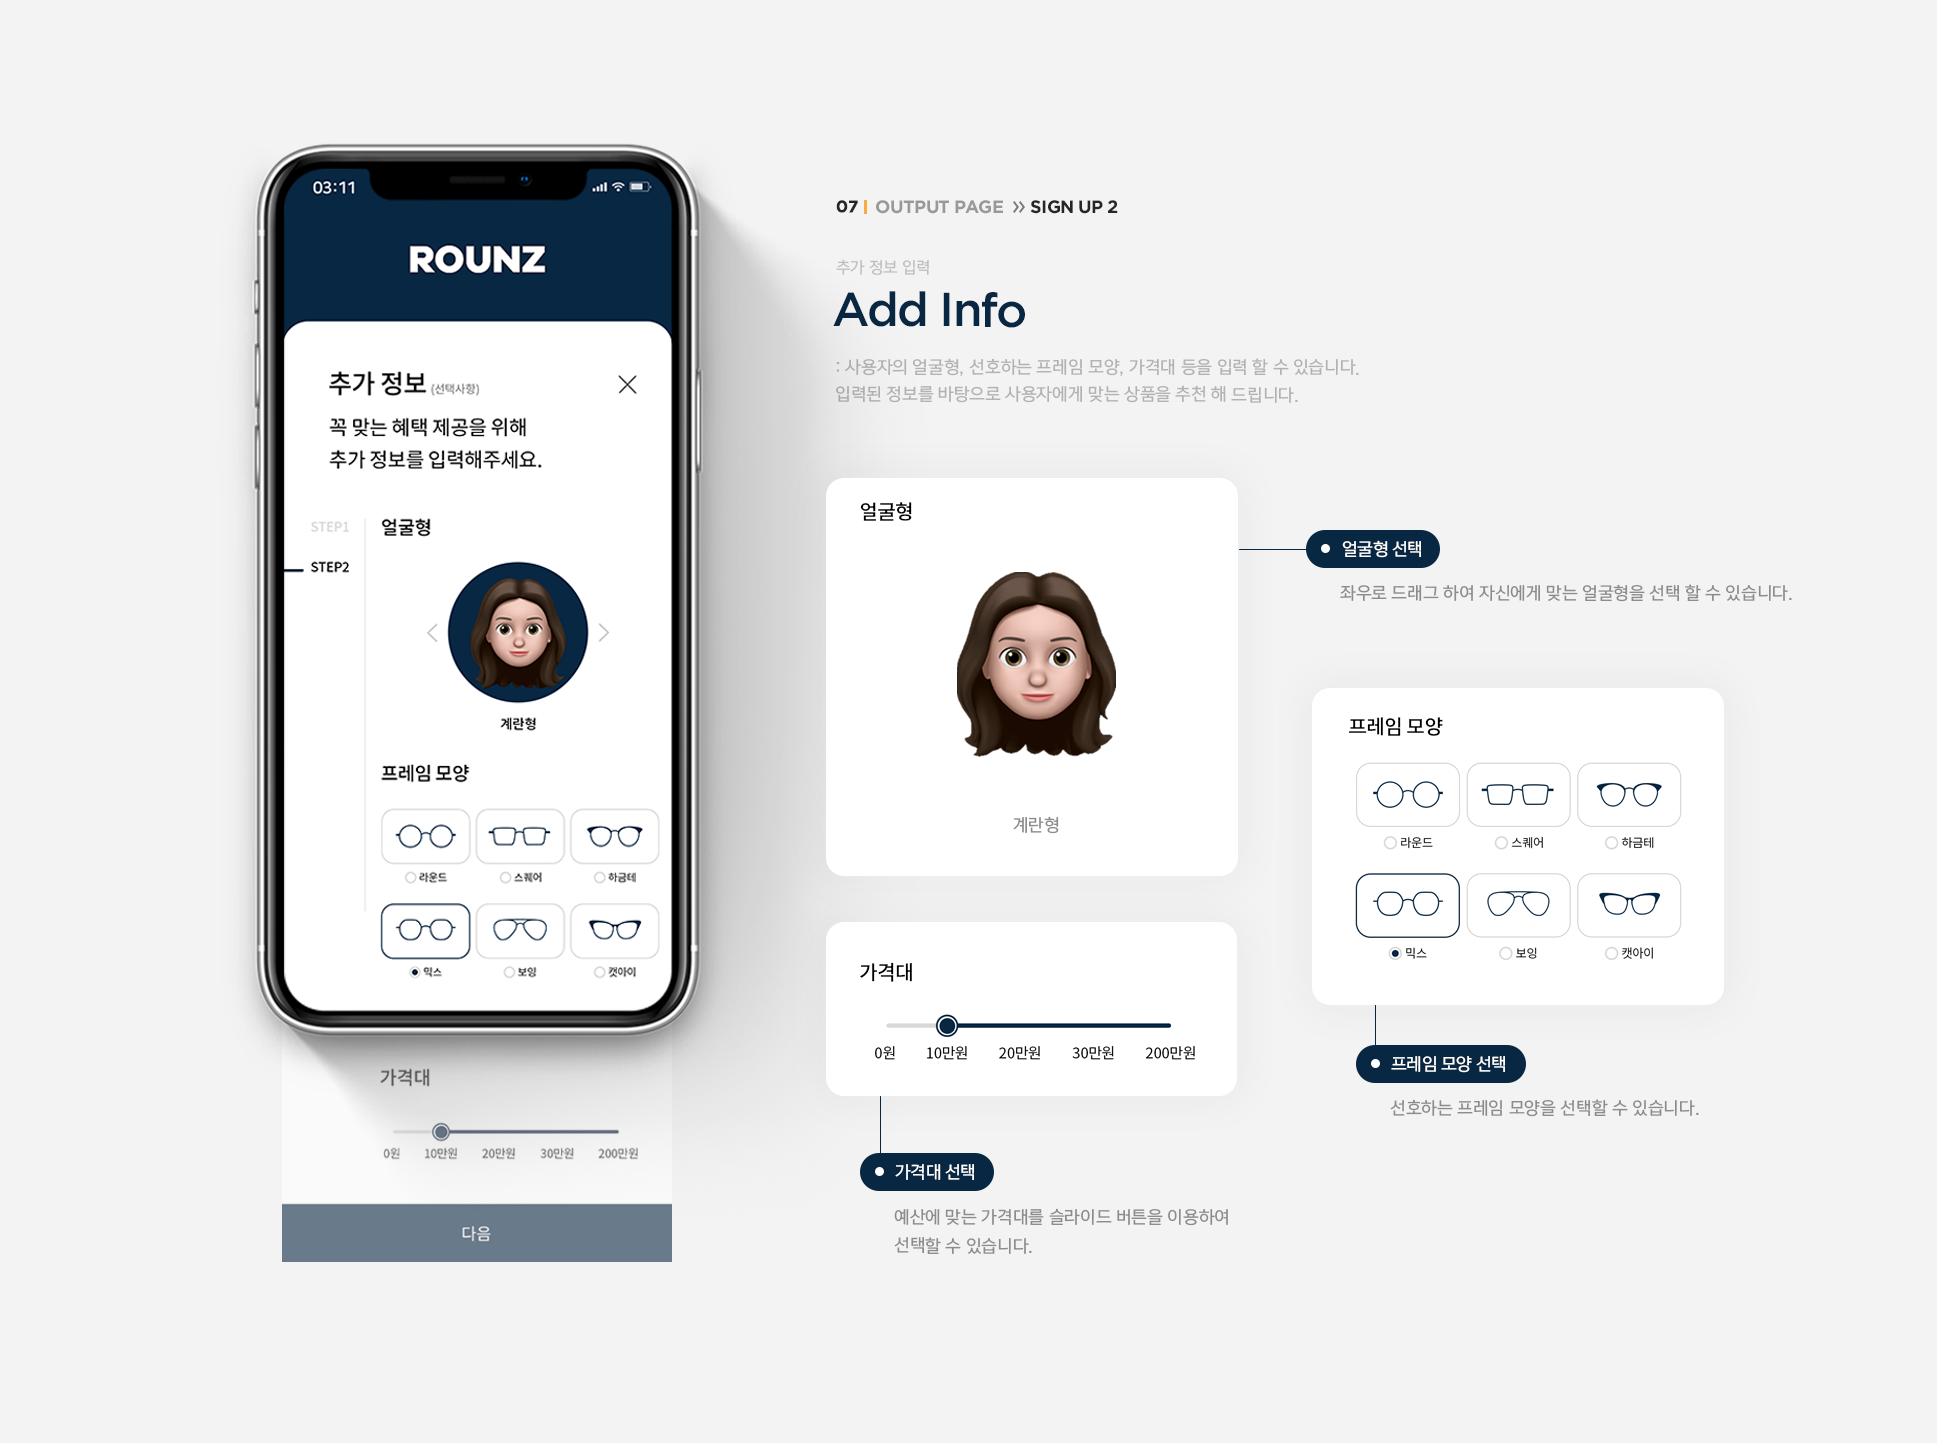 03:11
ROUNZ
추가 정보 (선택사항)
꼭 맞는 혜택 제공을 위해
추가 정보를 입력해주세요.
STEP1
STEP2
얼굴형
계란형
프레임 모양
라운드
스퀘어
하금테
믹스
보잉
캣아이
가격대
0원
10만원
20만원
30만원
200만원
다음
07 | OUTPUT PAGE » SIGN UP 2
추가 정보 입력
Add Info
: 사용자의 얼굴형, 선호하는 프레임 모양, 가격대 등을 입력 할 수 있습니다.
입력된 정보를 바탕으로 사용자에게 맞는 상품을 추천 해 드립니다.
얼굴형
계란형
얼굴형 선택
좌우로 드래그 하여 자신에게 맞는 얼굴형을 선택 할 수 있습니다.
프레임 모양
라운드
스퀘어
하금테
믹스
보잉
캣아이
프레임 모양 선택
선호하는 프레임 모양을 선택할 수 있습니다.
가격대
0원
10만원
20만원
30만원
200만원
가격대 선택
예산에 맞는 가격대를 슬라이드 버튼을 이용하여
선택할 수 있습니다.